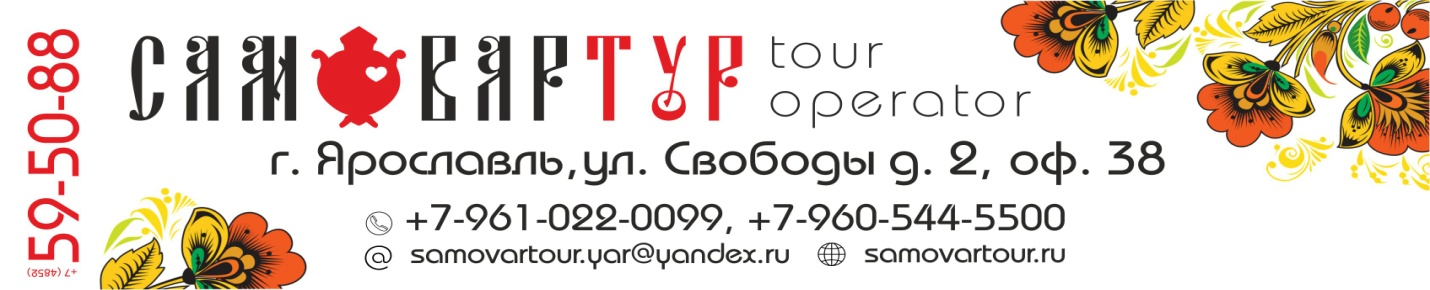 +7 (4852)
59-50-88
САМОВАРТУР
tour
operator
г. Ярославль, ул. Свободы д. 2, оф. 38
+7-961-022-0099, +7-960-544-5500
@ samovartour.yar@yandex.ru samovartour.ru